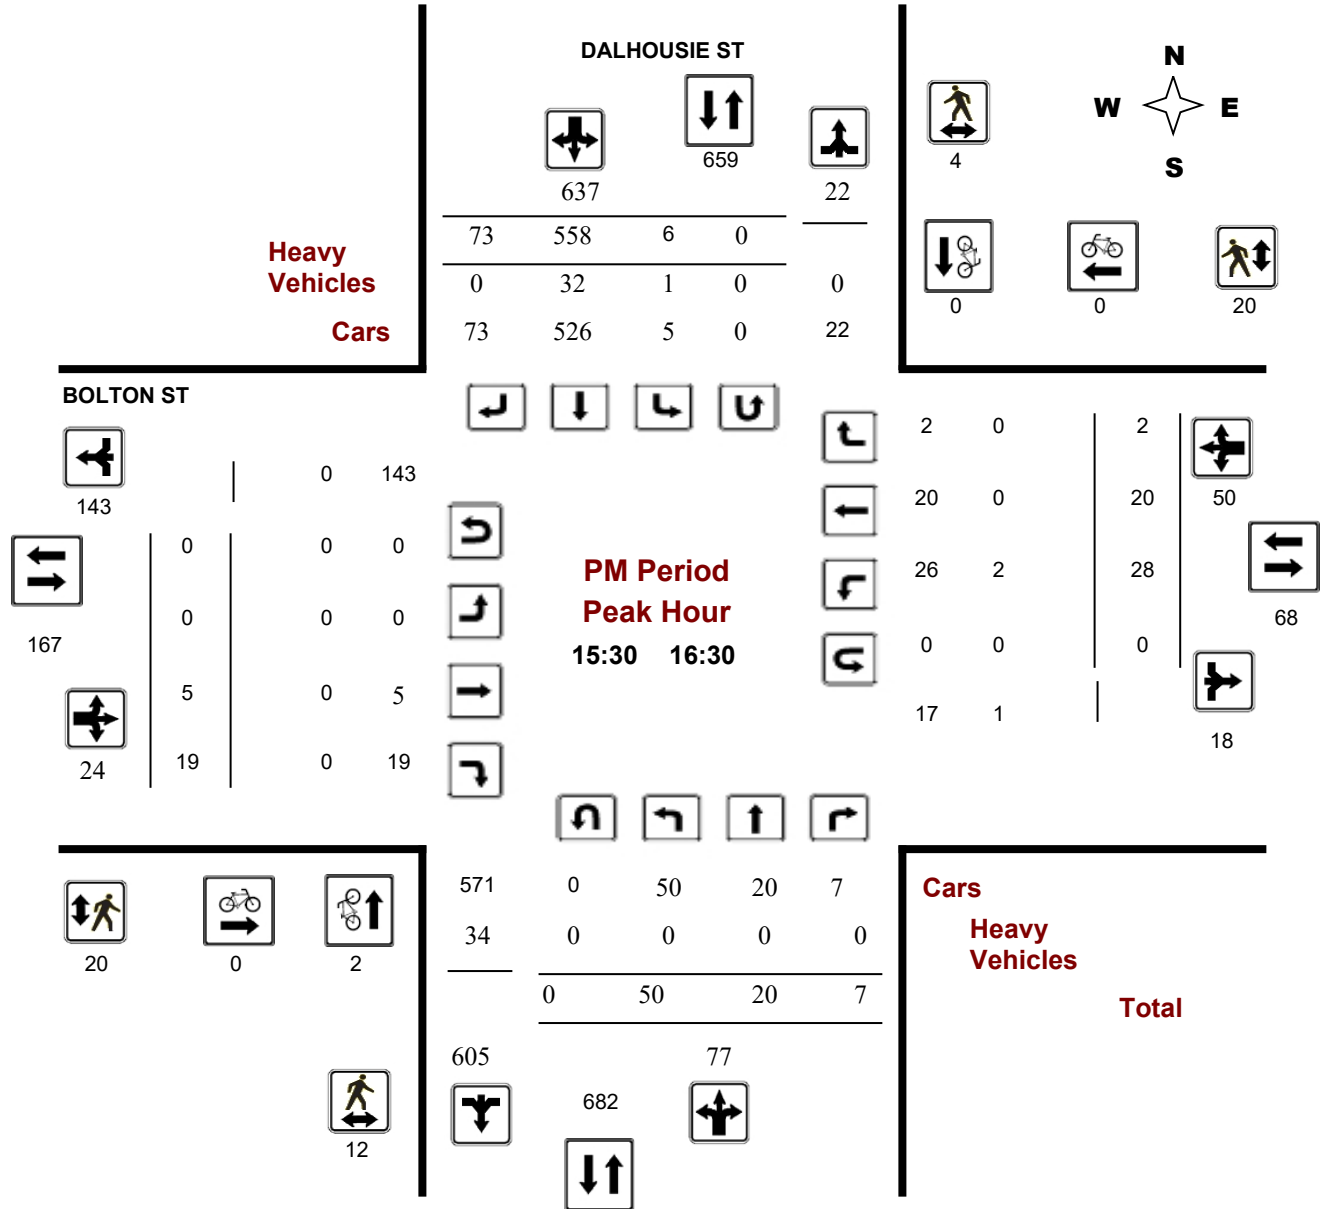 DALHOUSIE ST
N
W E
S
659
4
637 22
73 558 6 0
Heavy
Vehicles
0 32 1 0 0
0 0 20
Cars 73 526 5 0 22
BOLTON ST
2 0 2
0 143
143
20 0 20 50
0 0 0
PM Period
26 2 28
Peak Hour
0 0 0
68
167
15:30 16:30
0 0 0
5 0 5
17 1
18
24 19 0 19
571 0 50 20 7 Cars
34 0 0 0 0 Heavy
Vehicles
20 0 2
0 50 20 7 Total
605 77
682
12